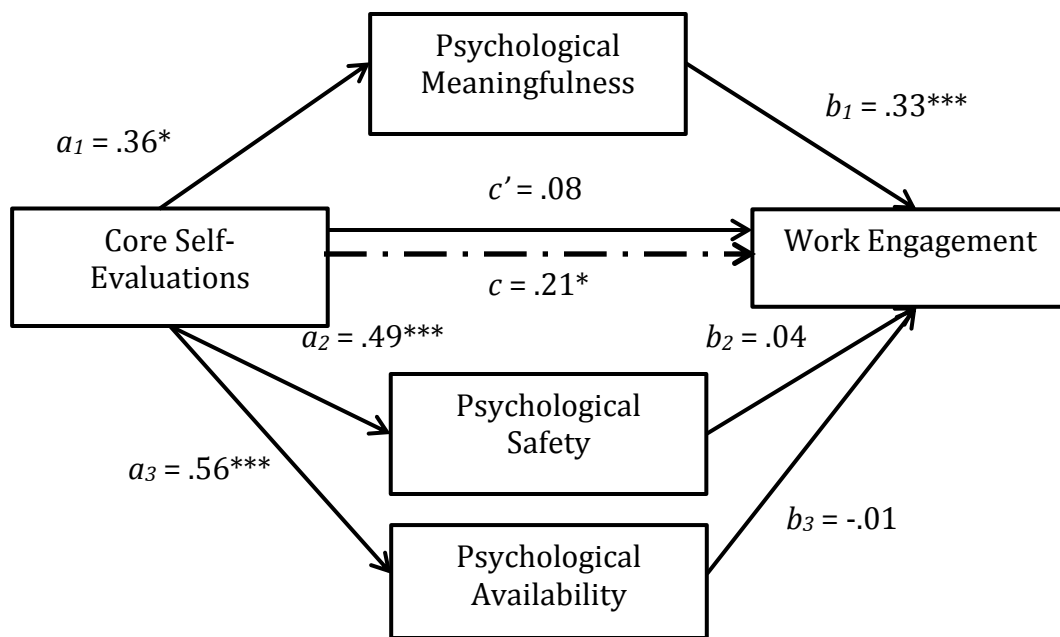 Psychological
Meaningfulness
a₁ = .36*
b₁ = .33***
c’ = .08
Core Self-
Evaluations
Work Engagement
c = .21*
a₂ = .49***
b₂ = .04
Psychological
Safety
a₃ = .56***
b₃ = -.01
Psychological
Availability